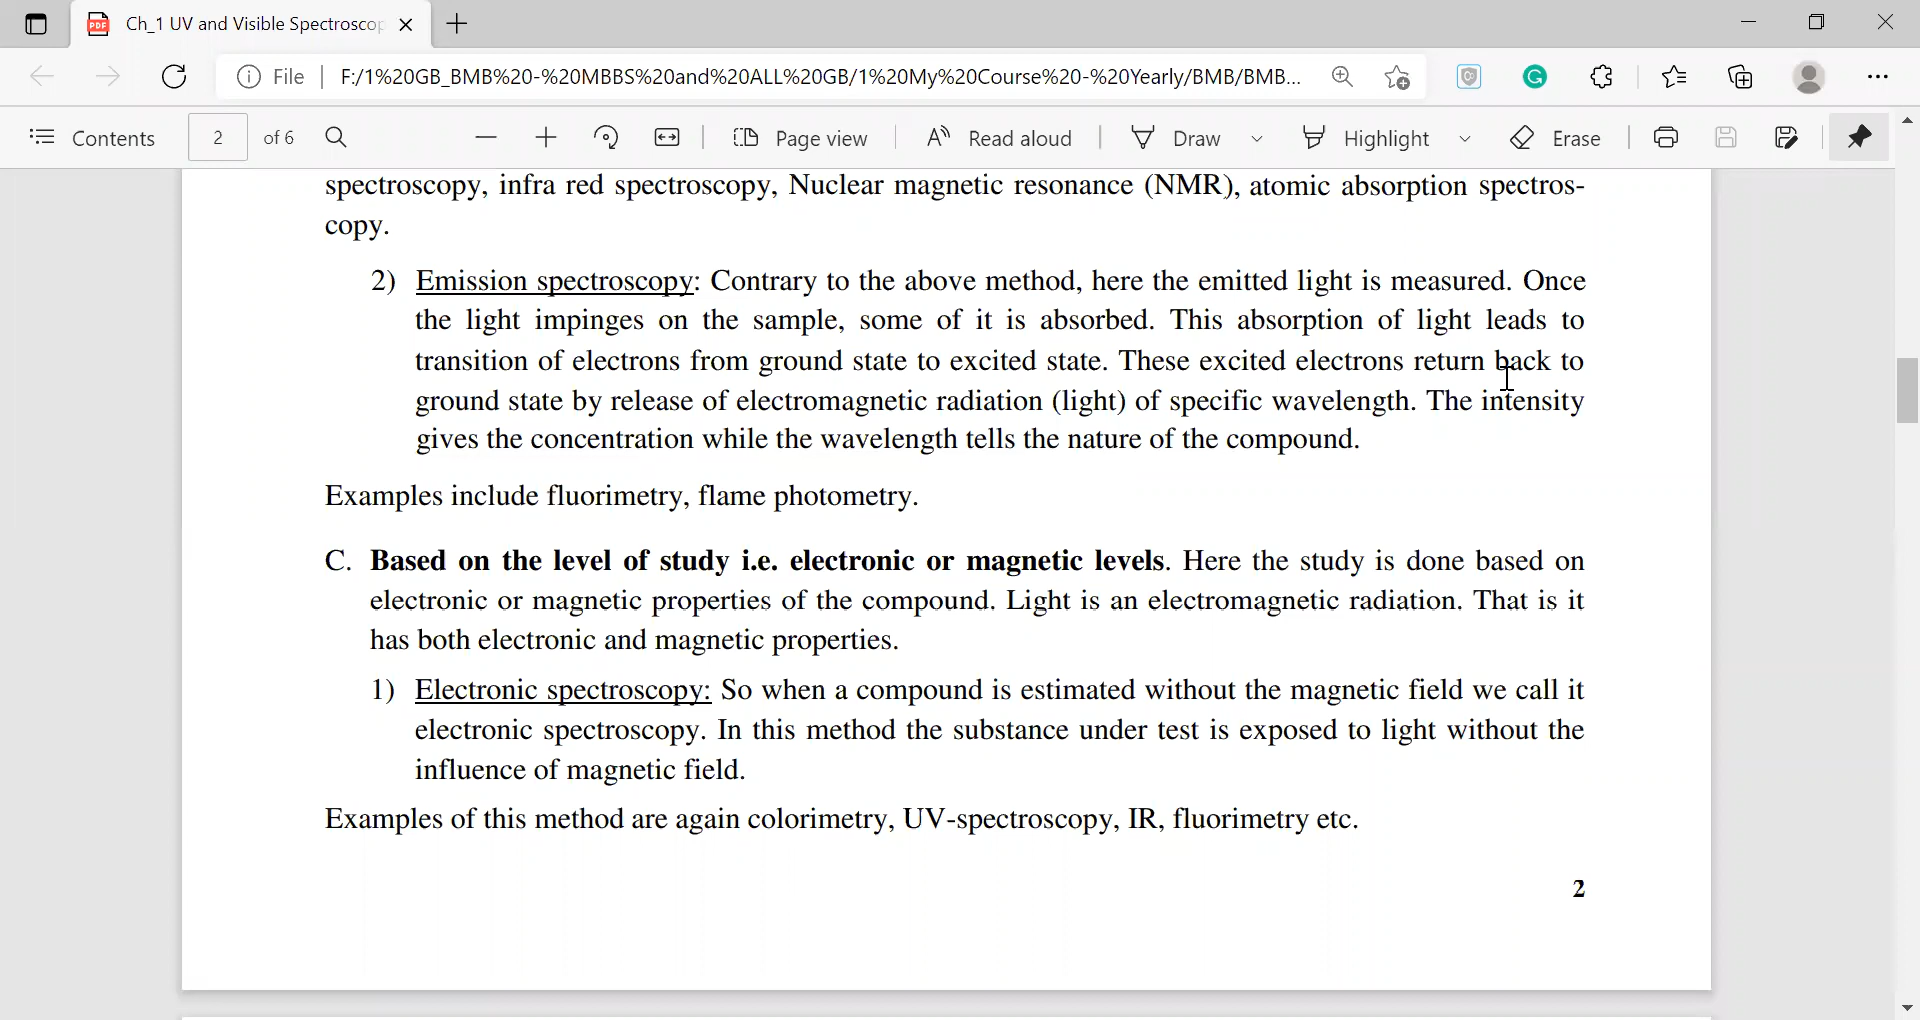 Ch_1 UV and Visible Spectroscop
File F:/1%20GB_BMB%20-%20MBBS%20and%20ALL%20GB/1%20My%20Course%20-%20Yearly/BMB/BMB...
Contents 2 of 6 Page view A Read aloud Draw Highlight Erase
spectroscopy, infra red spectroscopy, Nuclear magnetic resonance (NMR), atomic absorption spectros-
copy.
2) Emission spectroscopy: Contrary to the above method, here the emitted light is measured. Once
the light impinges on the sample, some of it is absorbed. This absorption of light leads to
transition of electrons from ground state to excited state. These excited electrons return back to
ground state by release of electromagnetic radiation (light) of specific wavelength. The intensity
gives the concentration while the wavelength tells the nature of the compound.
Examples include fluorimetry, flame photometry.
C. Based on the level of study i.e. electronic or magnetic levels. Here the study is done based on
electronic or magnetic properties of the compound. Light is an electromagnetic radiation. That is it
has both electronic and magnetic properties.
1) Electronic spectroscopy: So when a compound is estimated without the magnetic field we call it
electronic spectroscopy. In this method the substance under test is exposed to light without the
influence of magnetic field.
Examples of this method are again colorimetry, UV-spectroscopy, IR, fluorimetry etc.
2